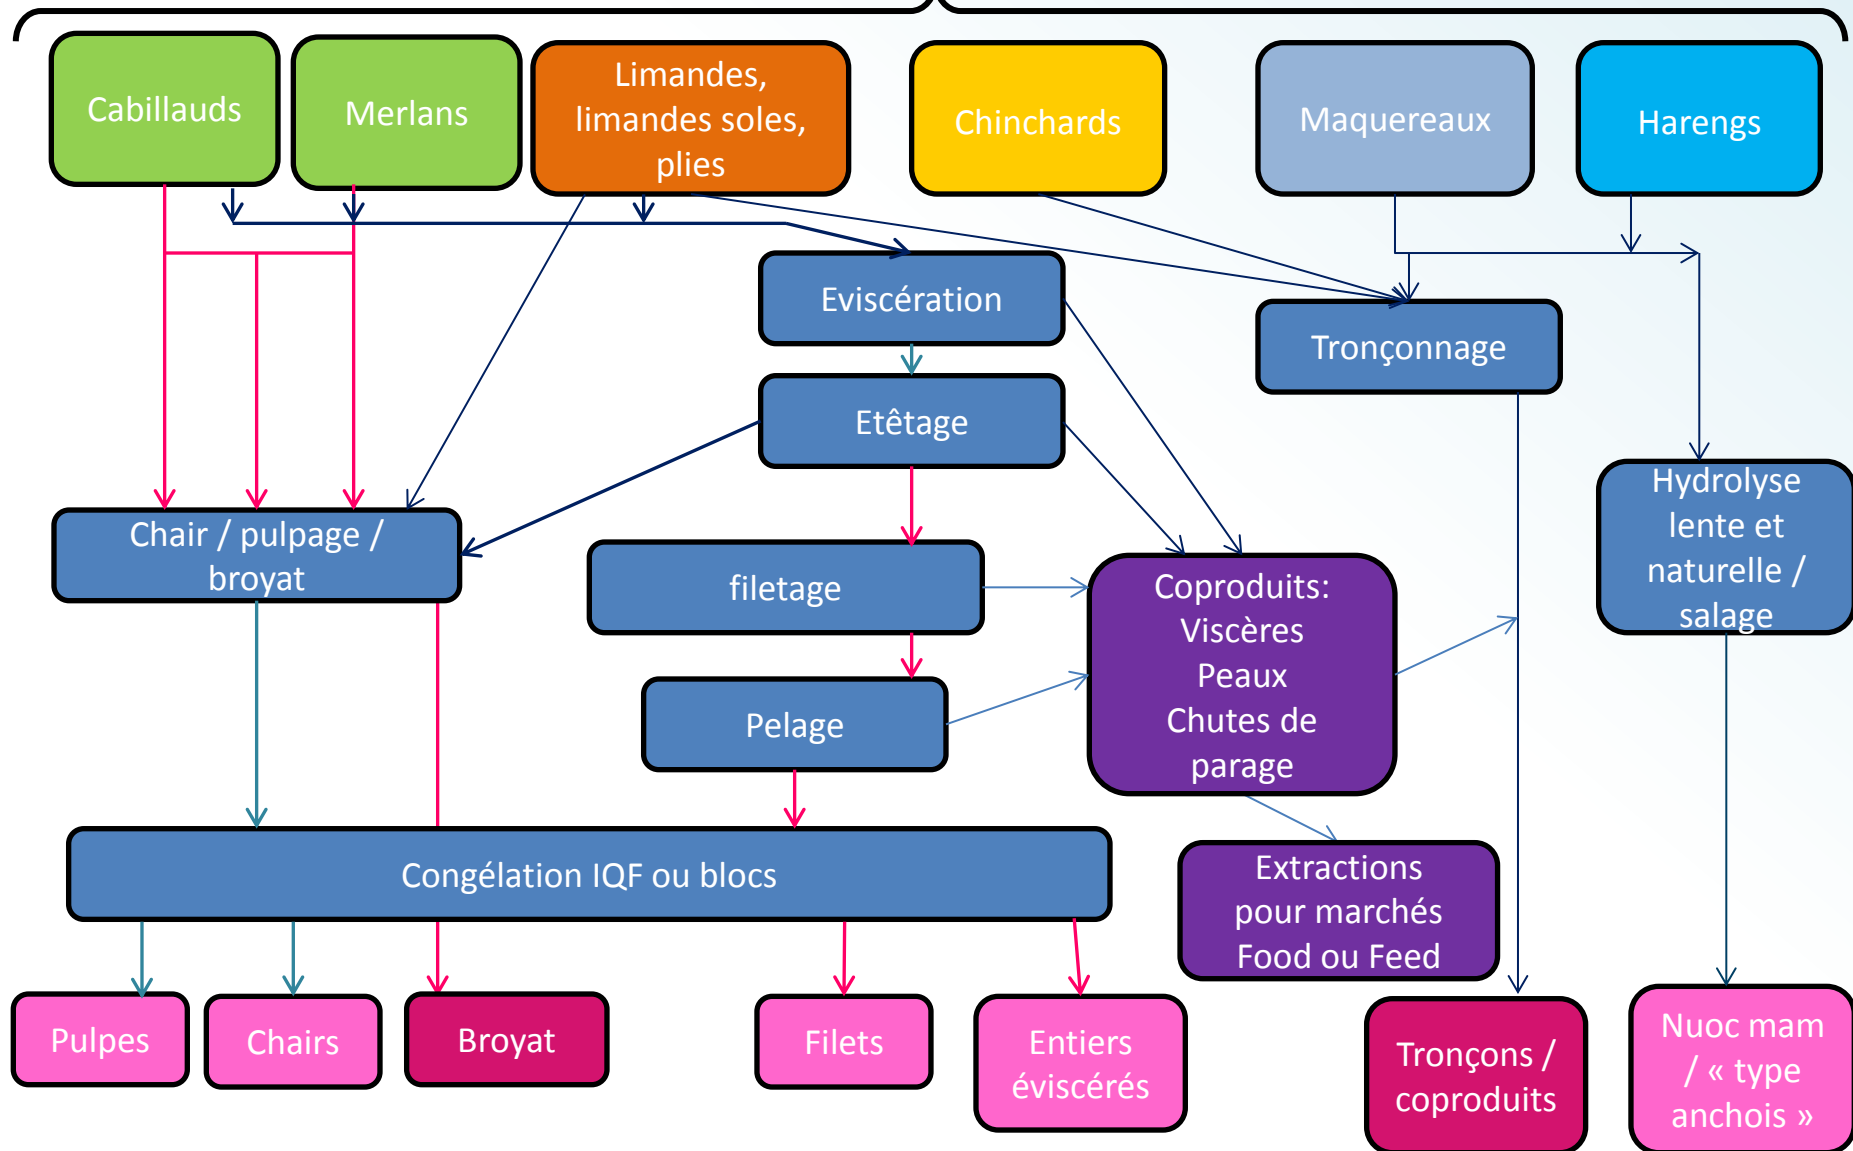 Cabillauds
Merlans
Limandes,
limandes soles,
plies
Chinchards
Maquereaux
Harengs
Eviscération
Tronçonnage
Etêtage
Hydrolyse
lente et
naturelle /
salage
Chair / pulpage /
broyat
filetage
Coproduits:
Viscères
Peaux
Chutes de
parage
Pelage
Congélation IQF ou blocs
Extractions
pour marchés
Food ou Feed
Pulpes
Chairs
Broyat
Filets
Entiers
éviscérés
Tronçons /
coproduits
Nuoc mam
/ « type
anchois »